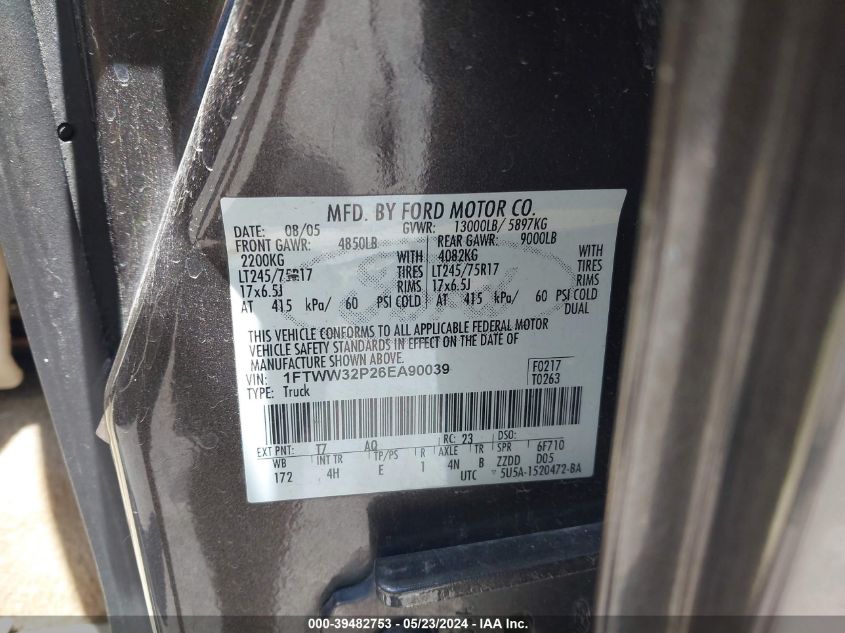 MFD. BY FORD MOTOR CO.
DATE: 08/05 GVWR: 13000LB/ 5897KG
FRONT GAWR: 4850LB REAR GAWR: 9000LB
2200KG WITH 4082KG WITH
LT245/75R17 TIRES LT245/75R17 TIRES
17x6.5J RIMS 17x6.5J RIMS
AT 415 kPa/ 60 PSI COLD AT 415 kPa/ 60 PSI COLD
DUAL
THIS VEHICLE CONFORMS TO ALL APPLICABLE FEDERAL MOTOR
VEHICLE SAFETY STANDARDS IN EFFECT ON THE DATE OF
MANUFACTURE SHOWN ABOVE.
VIN: 1FTWW32P26EA90039 F0217
TYPE: Truck T0263
EXT PNT: T7 AQ RC: 23 DSO:
WB INT TR TP/PS R AXLE TR SPR 6F710
172 4H E 1 4N B ZZDD D05
UTC 5U5A-1520472-BA
000-39482753 - 05/23/2024 - IAA Inc.